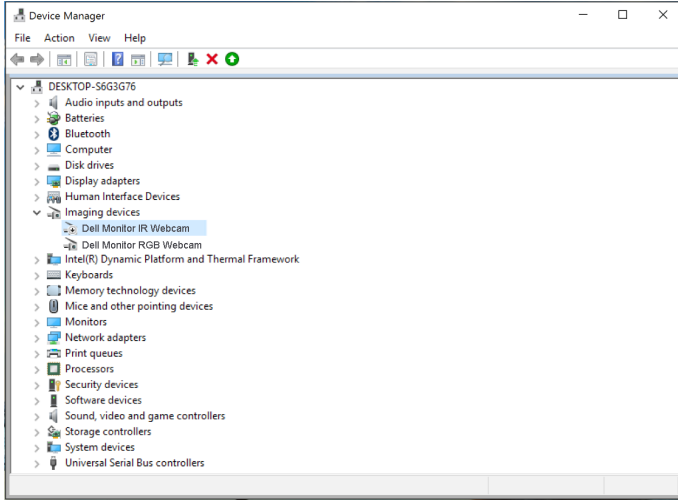 Device Manager
File Action View Help
DESKTOP-S6G3G76
Audio inputs and outputs
Batteries
Bluetooth
Computer
Disk drives
Display adapters
Human Interface Devices
Imaging devices
Dell Monitor IR Webcam
Dell Monitor RGB Webcam
Intel(R) Dynamic Platform and Thermal Framework
Keyboards
Memory technology devices
Mice and other pointing devices
Monitors
Network adapters
Print queues
Processors
Security devices
Software devices
Sound, video and game controllers
Storage controllers
System devices
Universal Serial Bus controllers